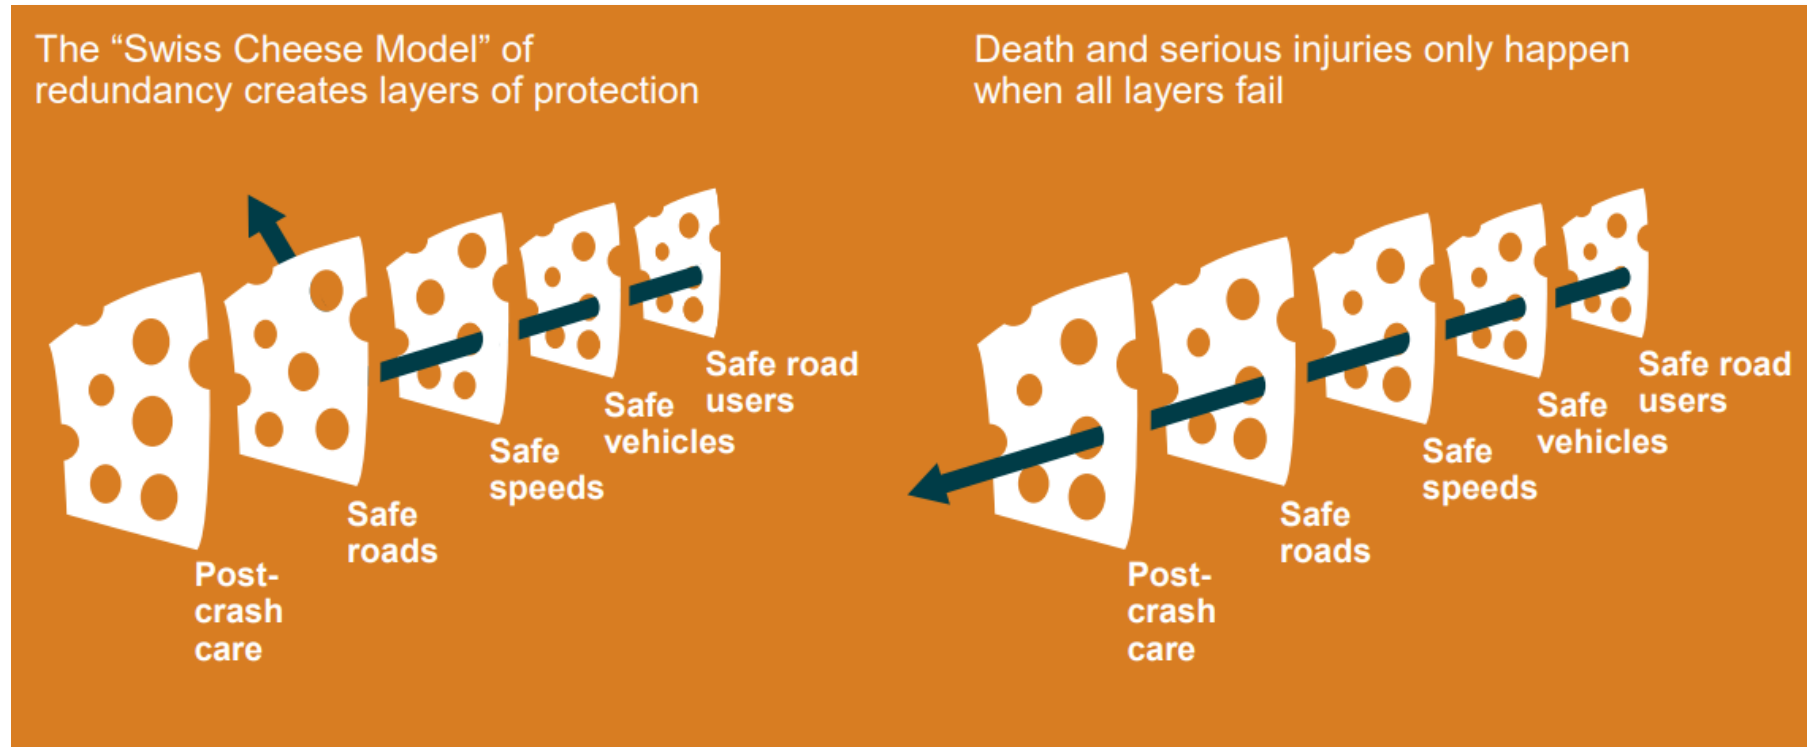 The “Swiss Cheese Model” of
redundancy creates layers of protection
Safe road
users
Safe
vehicles
Safe
speeds
Safe
roads
Post-
crash
care
Death and serious injuries only happen
when all layers fail
Safe road
users
Safe
vehicles
Safe
speeds
Safe
roads
Post-
crash
care